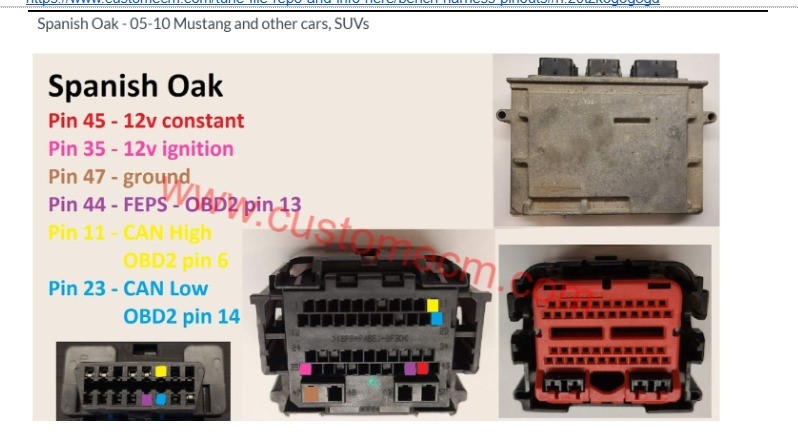 https://www.customecm.com/tune-file-repo-and-info-here/bench-harness-pinouts#h.
Spanish Oak - 05-10 Mustang and other cars, SUVs
Spanish Oak
Pin 45 - 12v constant
Pin 35 - 12v ignition
Pin 47 - ground
Pin 44 - FEPS - OBD2 pin 13
Pin 11 - CAN High
OBD2 pin 6
Pin 23 - CAN Low
OBD2 pin 14
www.customecm.com